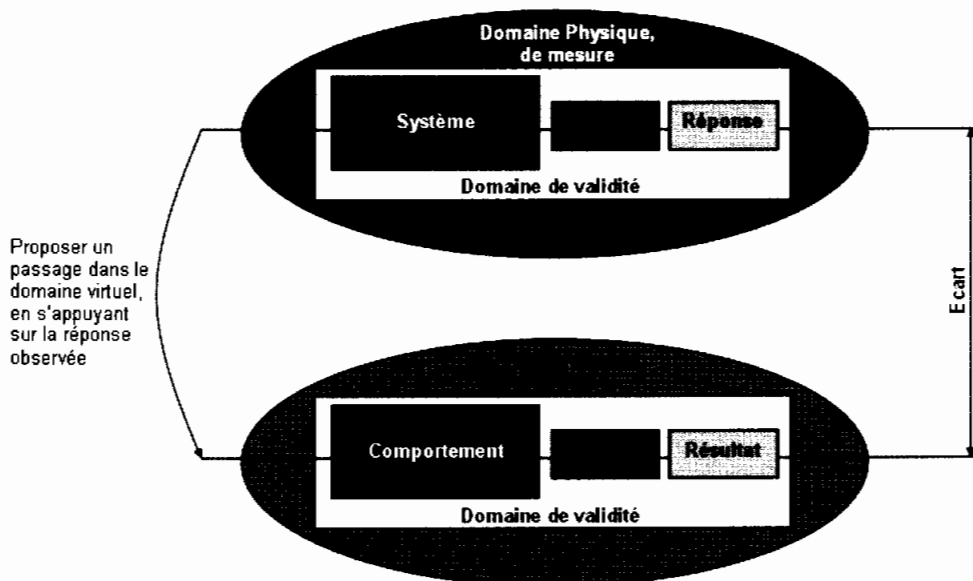 Domaine Physique,
de mesure
Système
Réponse
Domaine de validité
Proposer un
passage dans le
domaine virtuel,
en s'appuyant
sur la réponse
observée
Ecart
Comportement
Résultat
Domaine de validité